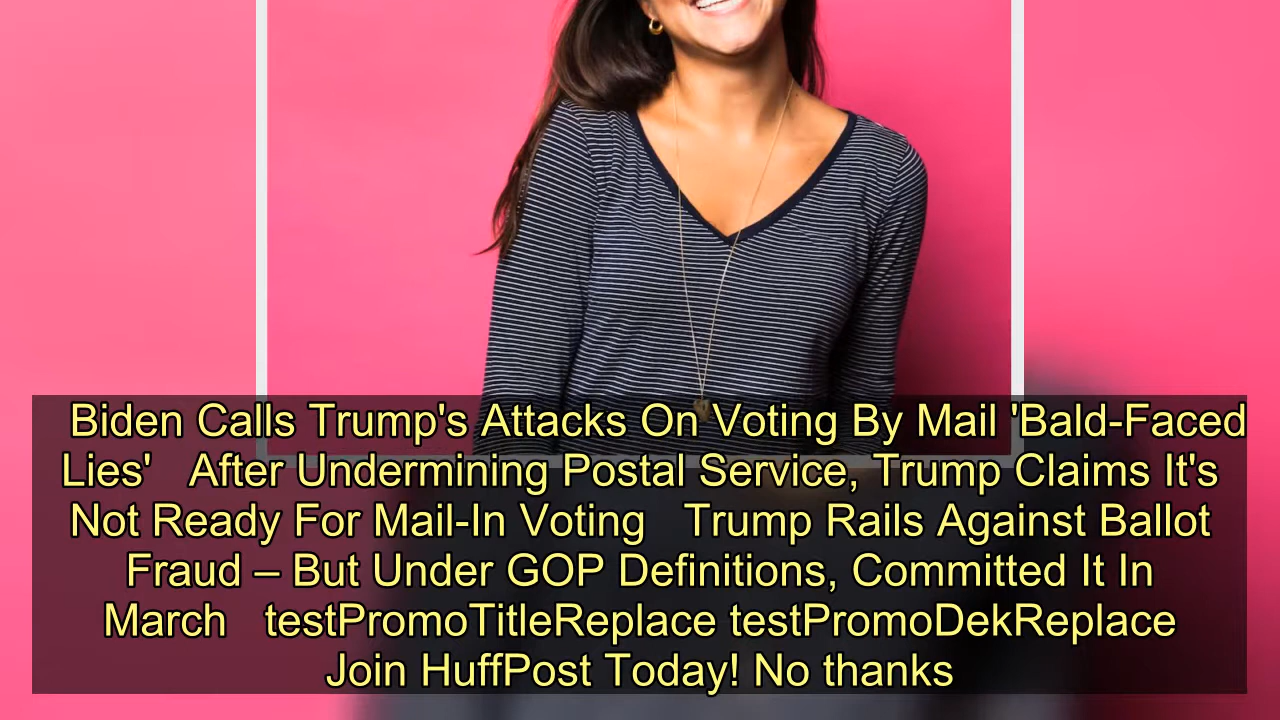 Biden Calls Trump's Attacks On Voting By Mail 'Bald-Faced
Lies' After Undermining Postal Service, Trump Claims It's
Not Ready For Mail-In Voting Trump Rails Against Ballot
Fraud – But Under GOP Definitions, Committed It In
March testPromoTitleReplace testPromoDekReplace
Join HuffPost Today! No thanks